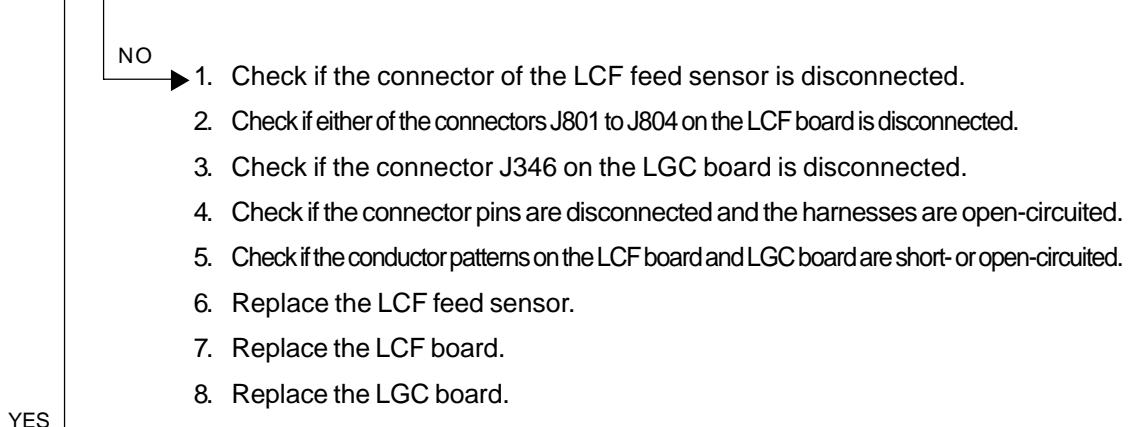 NO
1. Check if the connector of the LCF feed sensor is disconnected.
2. Check if either of the connectors J801 to J804 on the LCF board is disconnected.
3. Check if the connector J346 on the LGC board is disconnected.
4. Check if the connector pins are disconnected and the harnesses are open-circuited.
5. Check if the conductor patterns on the LCF board and LGC board are short- or open-circuited.
6. Replace the LCF feed sensor.
7. Replace the LCF board.
8. Replace the LGC board.
YES